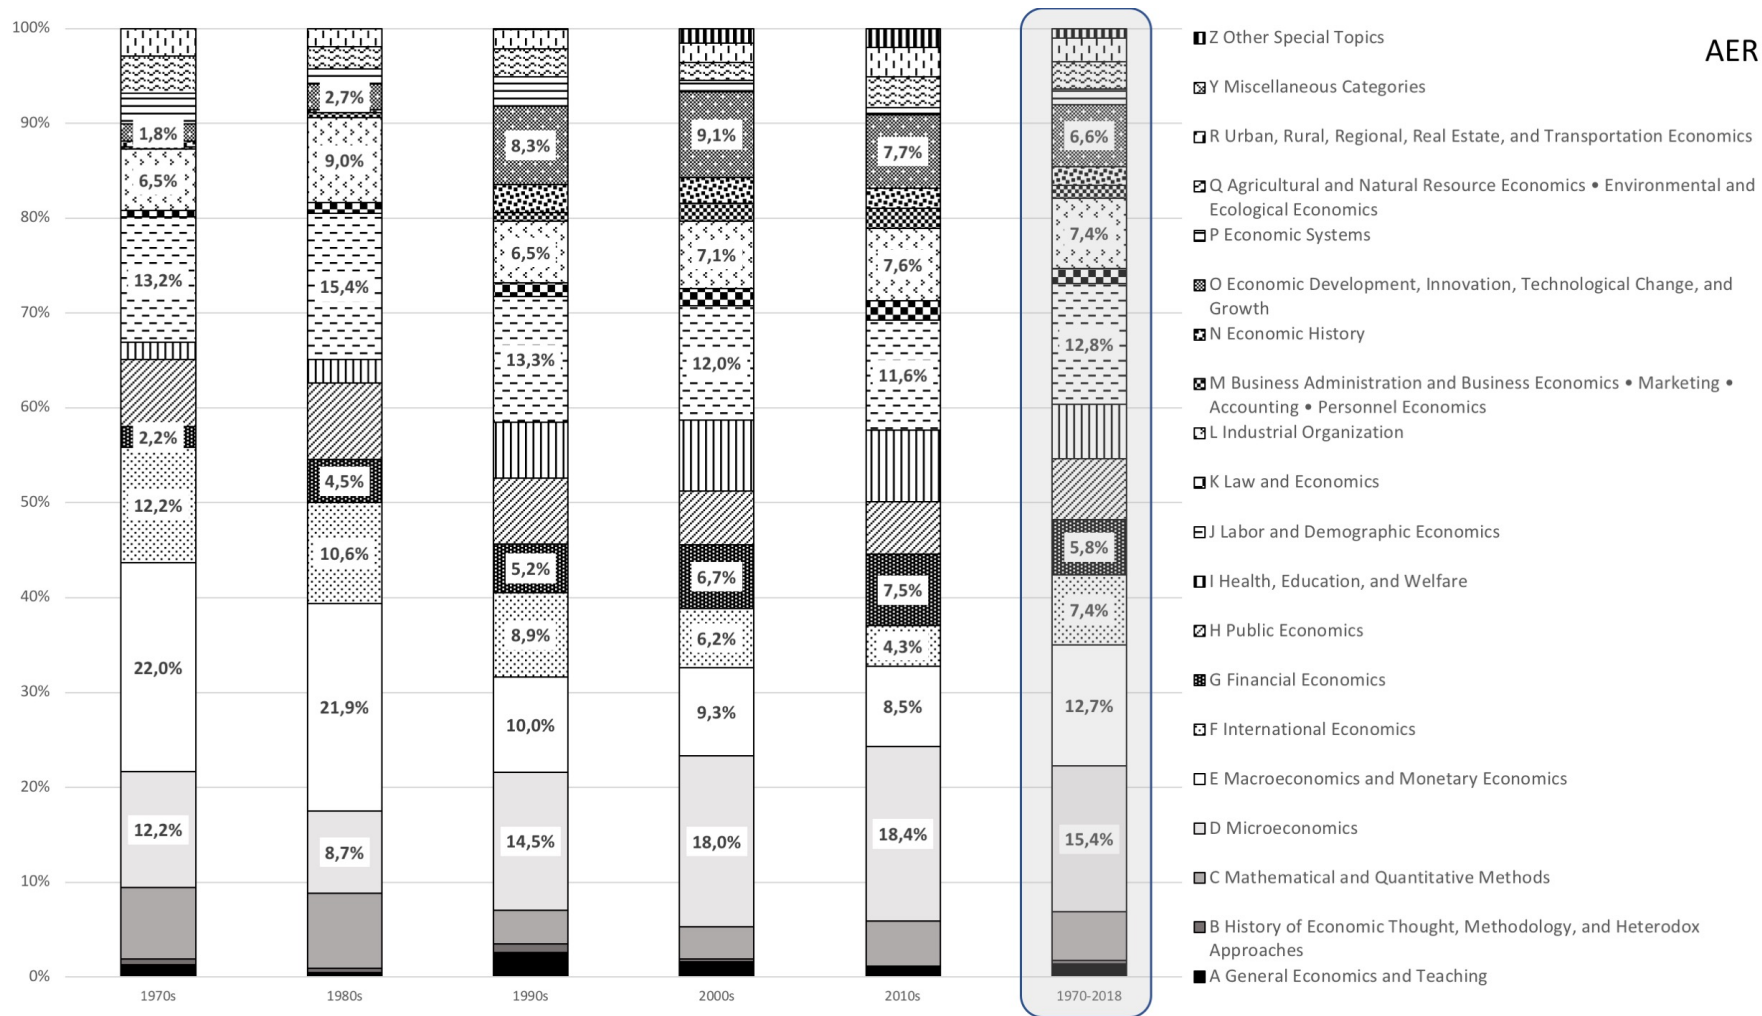 AER
100%
90%
80%
70%
60%
50%
40%
30%
20%
10%
0%
1,8%
6,5%
13,2%
2,2%
12,2%
22,0%
12,2%
1970s
2,7%
9,0%
15,4%
4,5%
10,6%
21,9%
8,7%
1980s
8,3%
6,5%
13,3%
5,2%
8,9%
10,0%
14,5%
1990s
9,1%
7,1%
12,0%
6,7%
6,2%
9,3%
18,0%
2000s
7,7%
7,6%
11,6%
7,5%
4,3%
8,5%
18,4%
2010s
6,6%
7,4%
12,8%
5,8%
7,4%
12,7%
15,4%
1970-2018
Z Other Special Topics
Y Miscellaneous Categories
R Urban, Rural, Regional, Real Estate, and Transportation Economics
Q Agricultural and Natural Resource Economics • Environmental and
Ecological Economics
P Economic Systems
O Economic Development, Innovation, Technological Change, and
Growth
N Economic History
M Business Administration and Business Economics • Marketing •
Accounting • Personnel Economics
L Industrial Organization
K Law and Economics
J Labor and Demographic Economics
I Health, Education, and Welfare
H Public Economics
G Financial Economics
F International Economics
E Macroeconomics and Monetary Economics
D Microeconomics
C Mathematical and Quantitative Methods
B History of Economic Thought, Methodology, and Heterodox
Approaches
A General Economics and Teaching